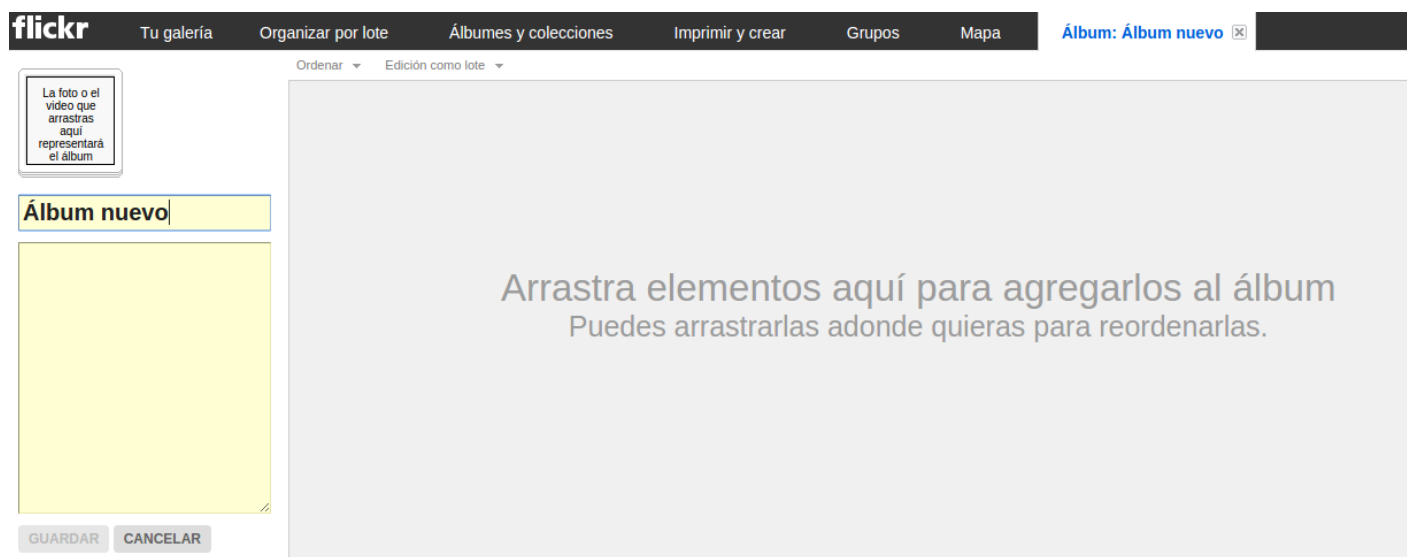 flickr Tu galería Organizar por lote Álbumes y colecciones Imprimir y crear Grupos Mapa Álbum: Álbum nuevo
Ordenar Edición como lote
La foto o el
video que
arrastras
aquí
representará
el álbum
Álbum nuevo
Arrastra elementos aquí para agregarlos al álbum
Puedes arrastrarlas adonde quieras para reordenarlas.
GUARDAR CANCELAR